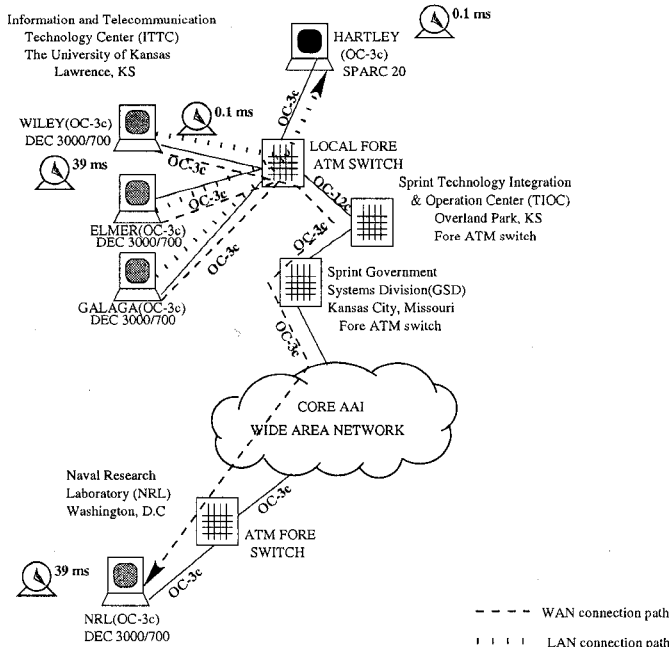 Information and Telecommunication
Technology Center (ITTC)
The University of Kansas
Lawrence, KS
0.1 ms
HARTLEY
(OC-3c)
SPARC 20
OC-3c
WILEY(OC-3c)
DEC 3000/700
0.1 ms
39 ms
OC-3c
LOCAL FORE
ATM SWITCH
OC-3c
ELMER(OC-3c)
DEC 3000/700
OC-12c
Sprint Technology Integration
& Operation Center (TIOC)
Overland Park, KS
Fore ATM switch
OC-3c
OC-3c
GALAGA(OC-3c)
DEC 3000/700
Sprint Government
Systems Division(GSD)
Kansas City, Missouri
Fore ATM switch
OC-3c
CORE AAI
WIDE AREA NETWORK
Naval Research
Laboratory (NRL)
Washington, D.C
OC-3c
ATM FORE
SWITCH
39 ms
OC-3c
NRL(OC-3c)
DEC 3000/700
WAN connection path
LAN connection path